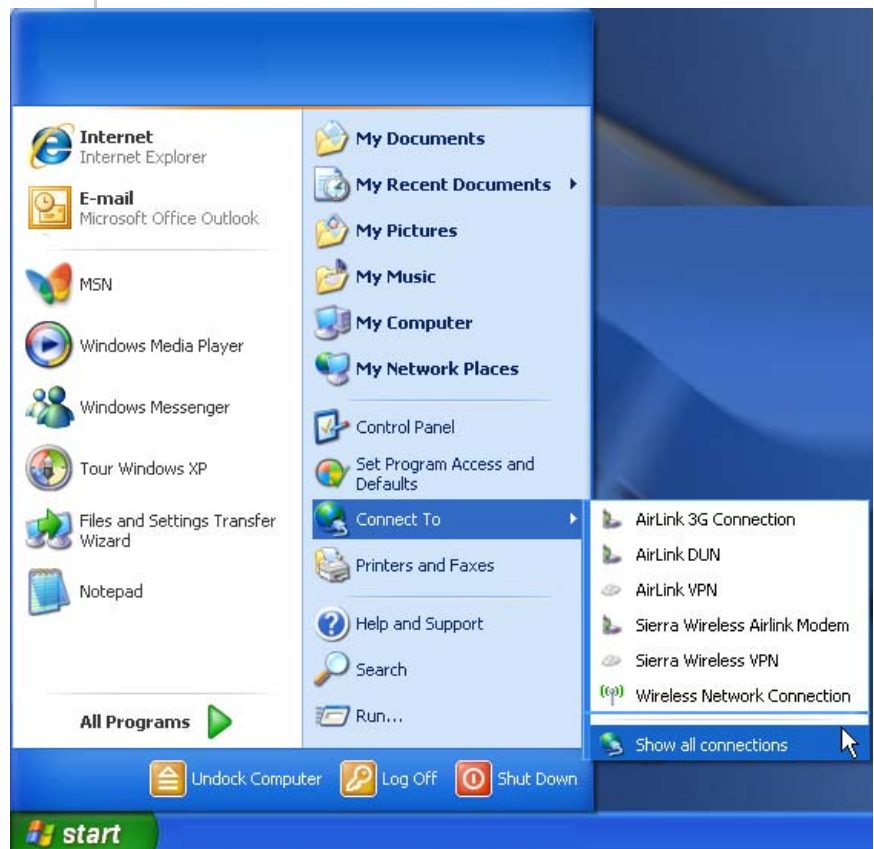 Internet
Internet Explorer
E-mail
Microsoft Office Outlook
MSN
Windows Media Player
Windows Messenger
Tour Windows XP
Files and Settings Transfer
Wizard
Notepad
All Programs
My Documents
My Recent Documents
My Pictures
My Music
My Computer
My Network Places
Control Panel
Set Program Access and
Defaults
Connect To
Printers and Faxes
Help and Support
Search
Run...
AirLink 3G Connection
AirLink DUN
AirLink VPN
Sierra Wireless Airlink Modem
Sierra Wireless VPN
Wireless Network Connection
Show all connections
Undock Computer
Log Off
Shut Down
start